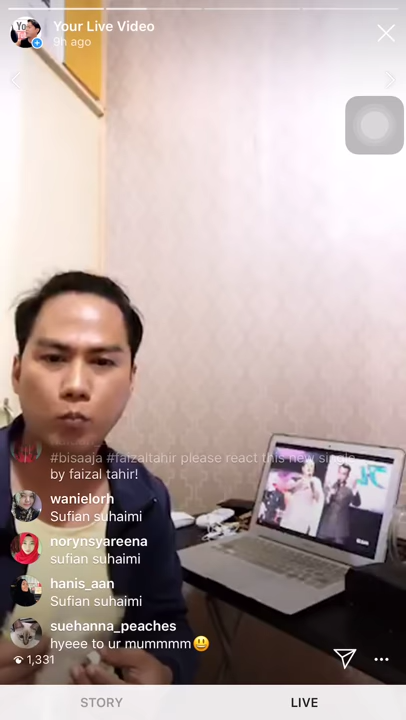 Your Live Video
9h ago
#bisaaja #faizaltahir please react this new single
by faizal tahir!
wanielorh
Sufian suhaimi
norynsyareena
sufian suhaimi
hanis_aan
Sufian suhaimi
suehanna_peaches
hyeee to ur mummmm😃
1,331
STORY
LIVE